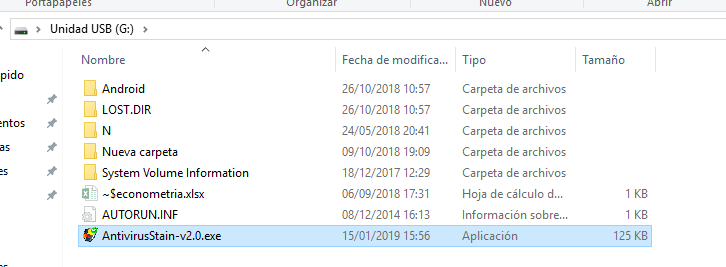 Portapapeles Organizar Nuevo Abrir
Unidad USB (G:)
Nombre Fecha de modifica... Tipo Tamaño
Android 26/10/2018 10:57 Carpeta de archivos
LOST.DIR 26/10/2018 10:57 Carpeta de archivos
N 24/05/2018 20:41 Carpeta de archivos
Nueva carpeta 09/10/2018 19:09 Carpeta de archivos
System Volume Information 18/12/2017 12:29 Carpeta de archivos
~$econometria.xlsx 06/09/2018 17:31 Hoja de cálculo d... 1 KB
AUTORUN.INF 08/12/2014 16:13 Información sobre... 1 KB
AntivirusStain-v2.0.exe 15/01/2019 15:56 Aplicación 125 KB